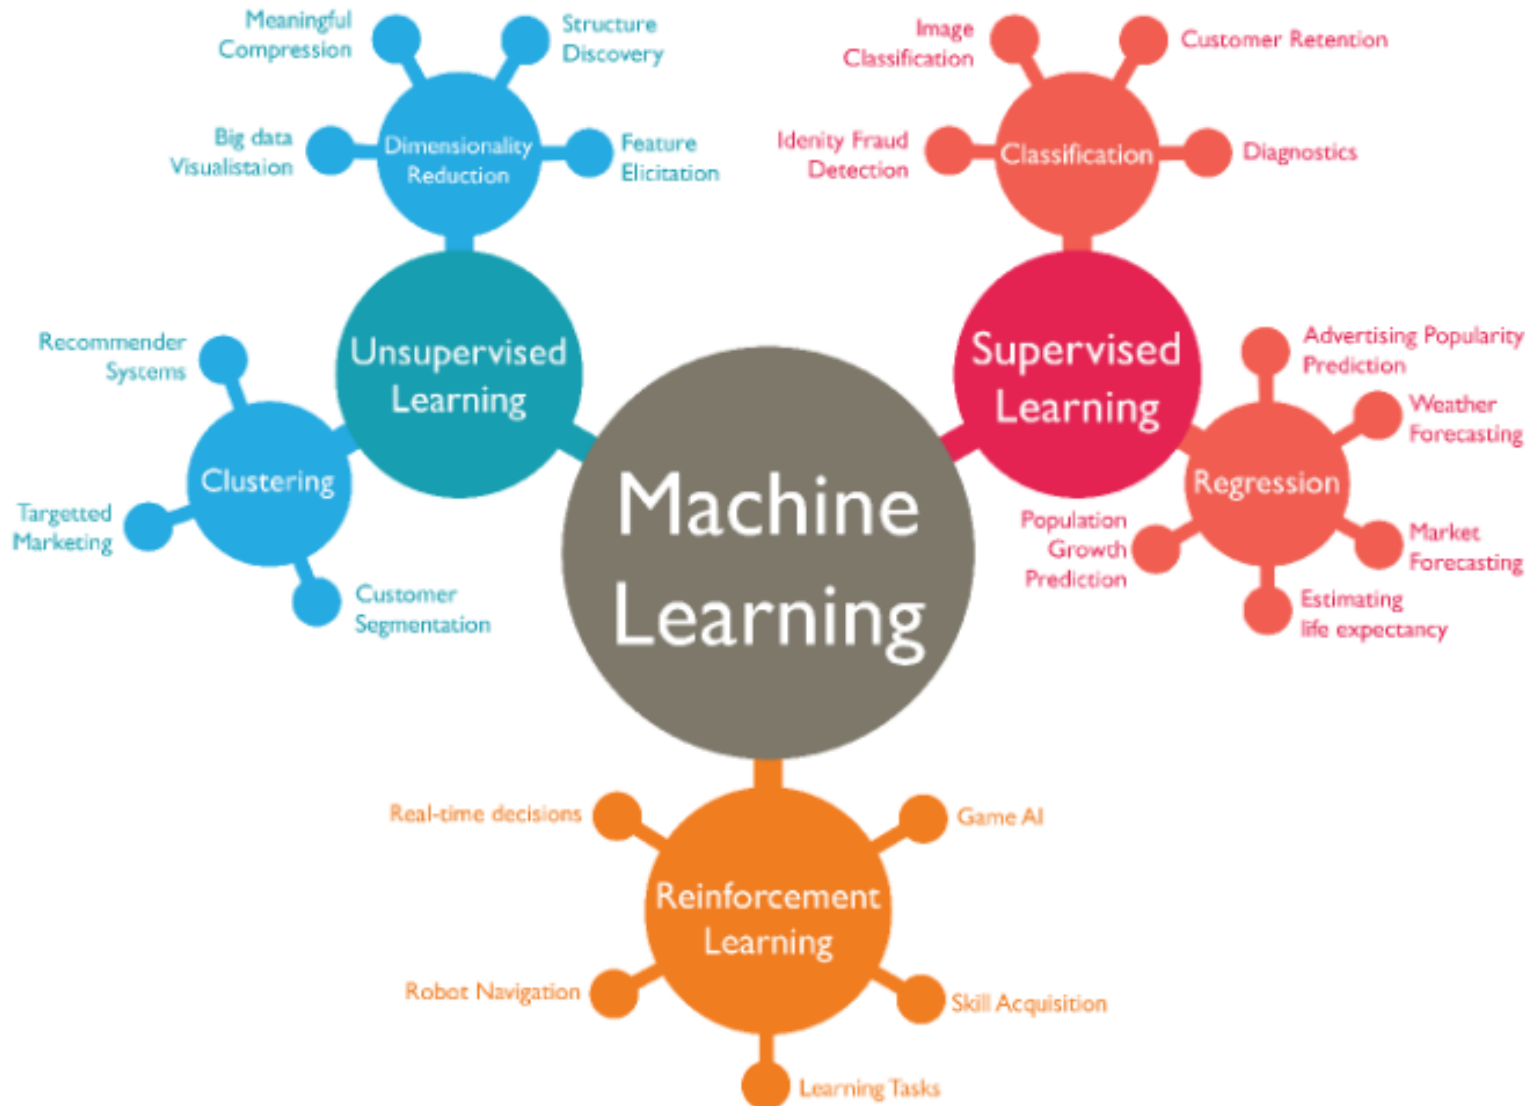 Meaningful
Compression
Structure
Discovery
Big data
Visualistaion
Dimensionality
Reduction
Feature
Elicitation
Image
Classification
Customer Retention
Idenity Fraud
Detection
Classification
Diagnostics
Unsupervised
Learning
Recommender
Systems
Clustering
Targetted
Marketing
Customer
Segmentation
Supervised
Learning
Advertising Popularity
Prediction
Weather
Forecasting
Regression
Population
Growth
Prediction
Market
Forecasting
Estimating
life expectancy
Machine
Learning
Real-time decisions
Game AI
Reinforcement
Learning
Robot Navigation
Skill Acquisition
Learning Tasks